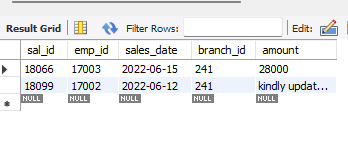 Result Grid Filter Rows: Edit:
sal_id emp_id sales_date branch_id amount
18066 17003 2022-06-15 241 28000
18099 17002 2022-06-12 241 kindly updat...
NULL NULL NULL NULL NULL